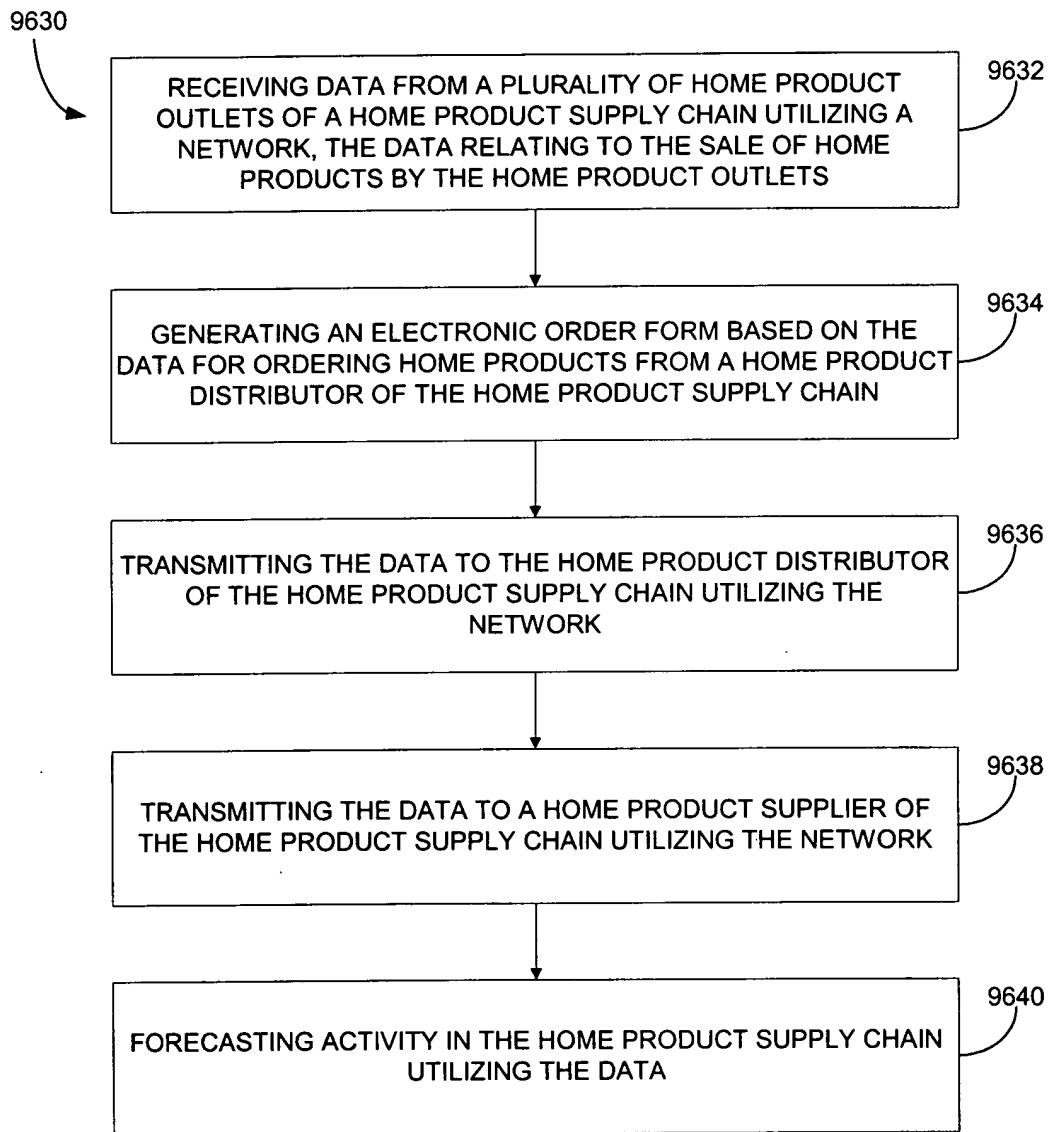 9630
RECEIVING DATA FROM A PLURALITY OF HOME PRODUCT
OUTLETS OF A HOME PRODUCT SUPPLY CHAIN UTILIZING A
NETWORK, THE DATA RELATING TO THE SALE OF HOME
PRODUCTS BY THE HOME PRODUCT OUTLETS
9632
GENERATING AN ELECTRONIC ORDER FORM BASED ON THE
DATA FOR ORDERING HOME PRODUCTS FROM A HOME PRODUCT
DISTRIBUTOR OF THE HOME PRODUCT SUPPLY CHAIN
9634
TRANSMITTING THE DATA TO THE HOME PRODUCT DISTRIBUTOR
OF THE HOME PRODUCT SUPPLY CHAIN UTILIZING THE
NETWORK
9636
TRANSMITTING THE DATA TO A HOME PRODUCT SUPPLIER OF
THE HOME PRODUCT SUPPLY CHAIN UTILIZING THE NETWORK
9638
FORECASTING ACTIVITY IN THE HOME PRODUCT SUPPLY CHAIN
UTILIZING THE DATA
9640